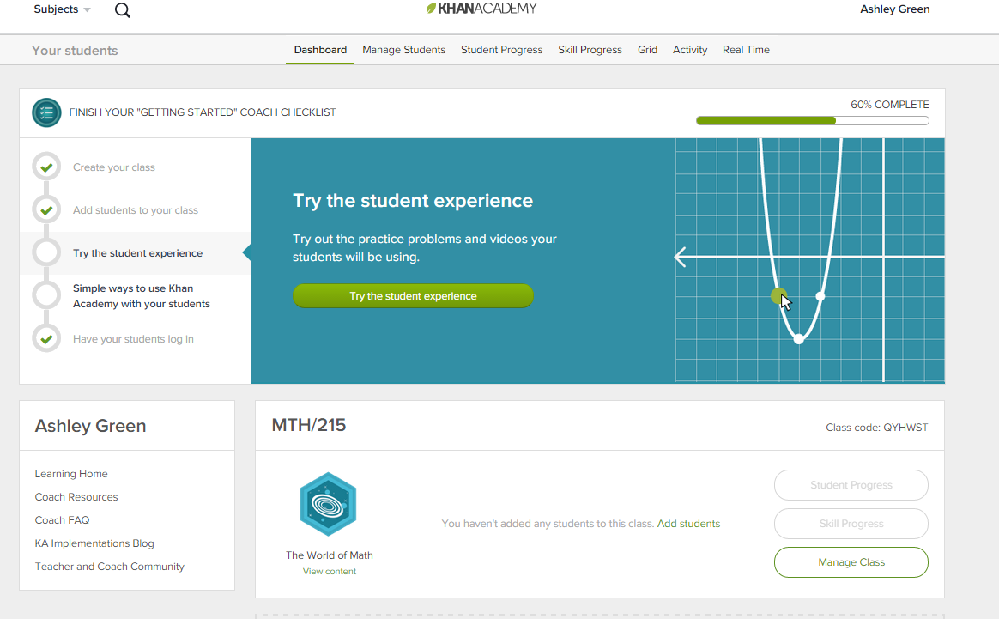 Subjects
KHANACADEMY
Ashley Green
Your students
Dashboard
Manage Students
Student Progress
Skill Progress
Grid
Activity
Real Time
FINISH YOUR "GETTING STARTED" COACH CHECKLIST
60% COMPLETE
Create your class
Add students to your class
Try the student experience
Simple ways to use Khan
Academy with your students
Have your students log in
Try the student experience
Try out the practice problems and videos your
students will be using.
Try the student experience
Ashley Green
Learning Home
Coach Resources
Coach FAQ
KA Implementations Blog
Teacher and Coach Community
MTH/215
Class code: QYHWST
The World of Math
View content
You haven't added any students to this class. Add students
Student Progress
Skill Progress
Manage Class